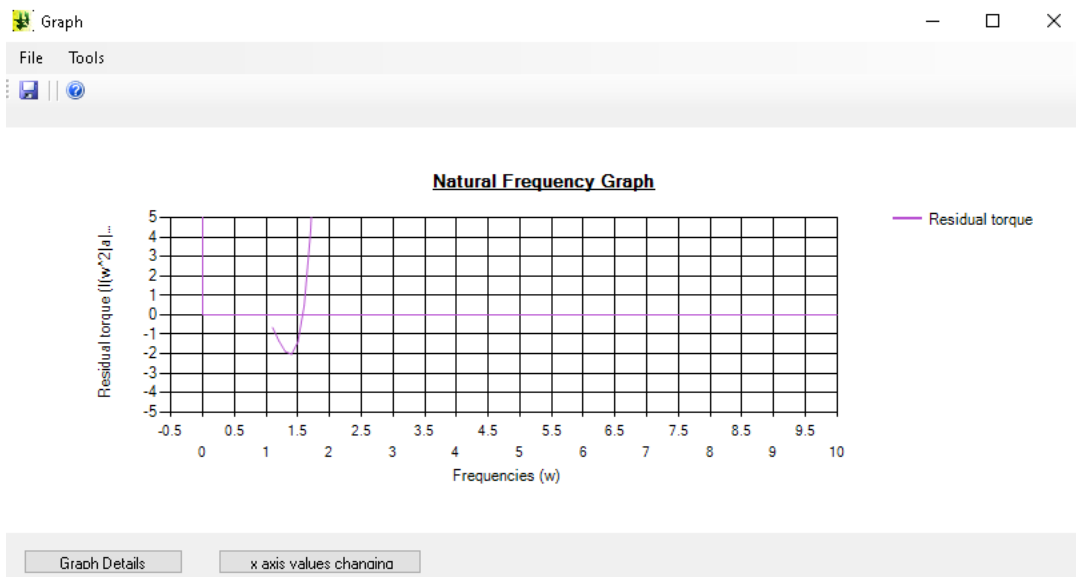 Graph
File Tools
Natural Frequency Graph
Residual torque
Residual torque (I(w^2|a|...
5
4
3
2
1
0
-1
-2
-3
-4
-5
-0.5 0.5 1.5 2.5 3.5 4.5 5.5 6.5 7.5 8.5 9.5
0 1 2 3 4 5 6 7 8 9 10
Frequencies (w)
Graph Details x axis values changing